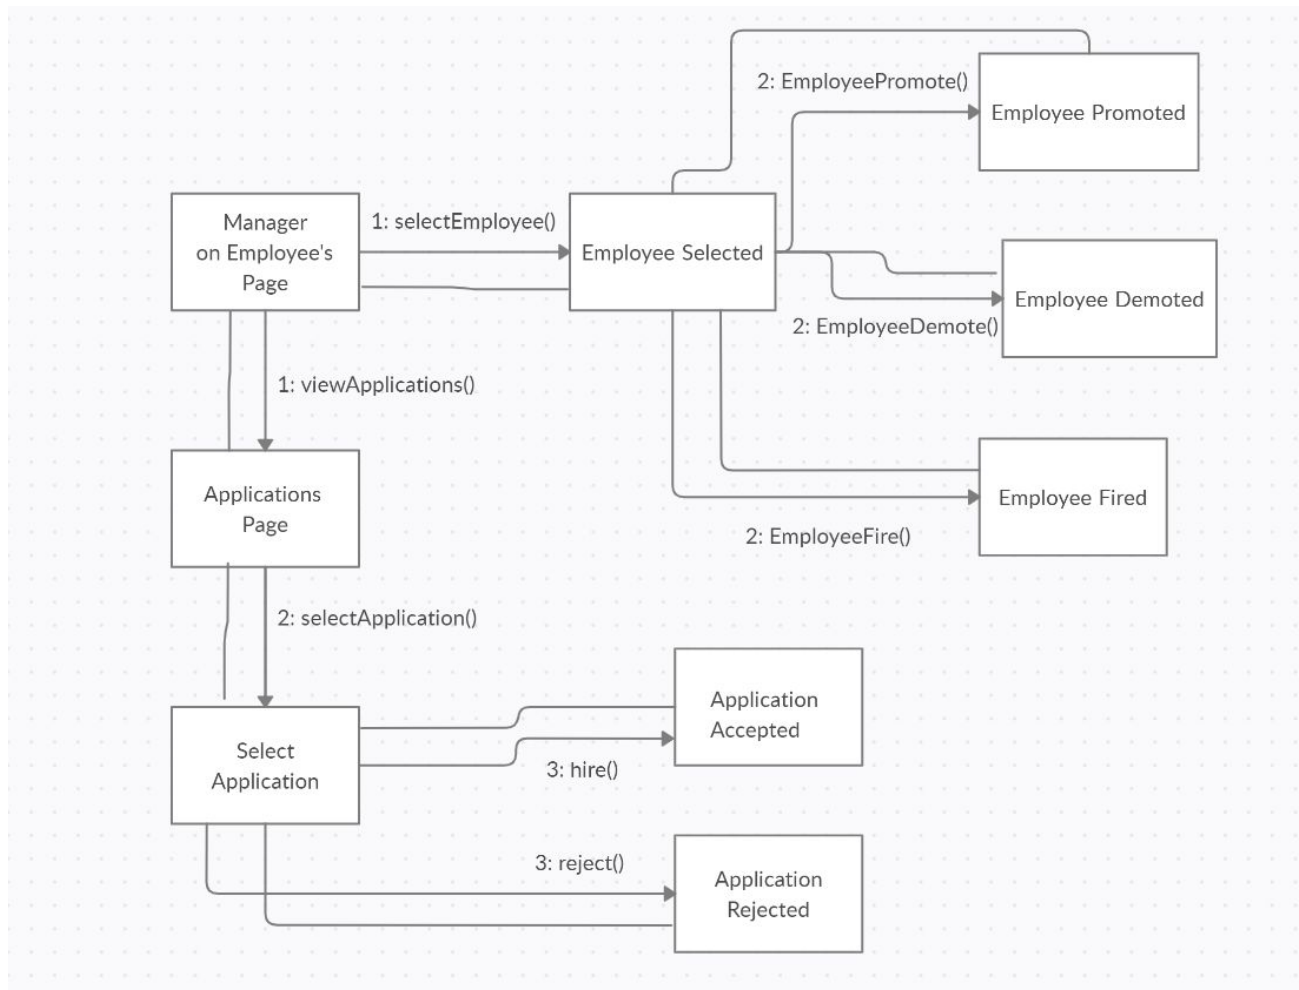 2: EmployeePromote()
Employee Promoted
Manager
on Employee's
Page
1: selectEmployee()
Employee Selected
Employee Demoted
2: EmployeeDemote()
1: viewApplications()
Applications
Page
Employee Fired
2: EmployeeFire()
2: selectApplication()
Select
Application
Application
Accepted
3: hire()
3: reject()
Application
Rejected